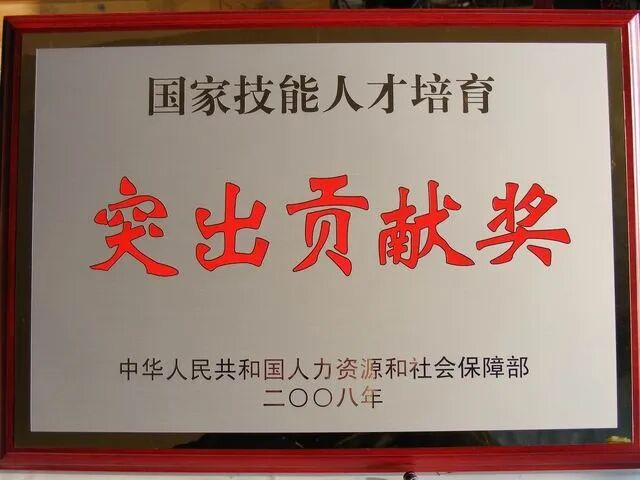 国家技能人才培育
突出贡献奖
中华人民共和国人力资源和社会保障部
二〇〇八年